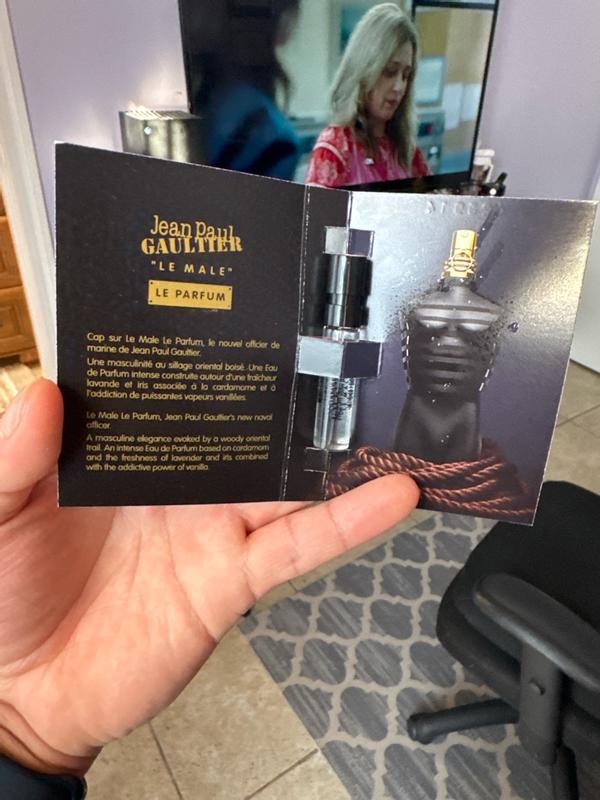 Jean Paul
GAULTIER
"LE MALE"
LE PARFUM
Cap sur Le Male Le Parfum, le nouvel officier de
marine de Jean Paul Gaultier.
Une masculinité au sillage oriental boisé. Une Eau
de Parfum intense construite autour d'une fraîcheur
lavande et iris associée à la cardamome et à
l'addiction de puissantes vapeurs vanillées.
Le Male Le Parfum, Jean Paul Gaultier's new naval
officer.
A masculine elegance evoked by a woody oriental
trail. An intense Eau de Parfum based on cardamom
and the freshness of lavender and iris combined
with the addictive power of vanilla.